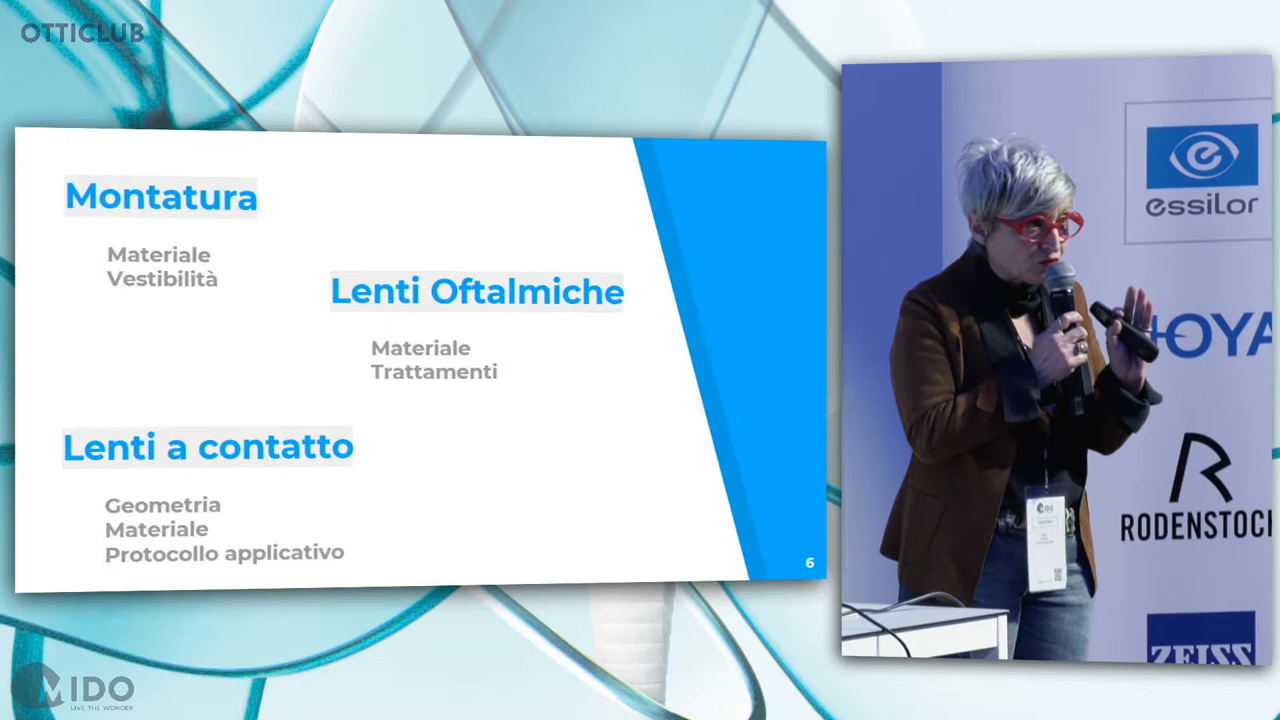 OTTICLUB
Montatura
Materiale
Vestibilità
Lenti Oftalmiche
Materiale
Trattamenti
Lenti a contatto
Geometria
Materiale
Protocollo applicativo
6
essilor
HOYA
RODENSTOCK
ZEISS
MIDO
MIDO
LIVE THE WONDER